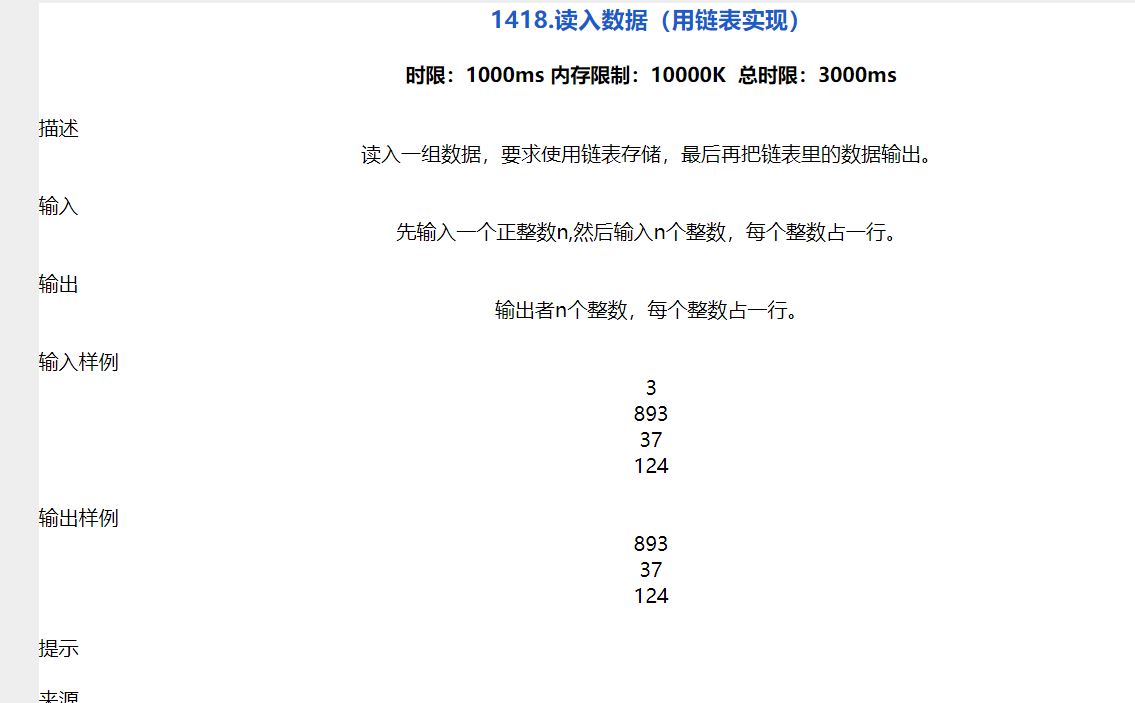 1418.读入数据（用链表实现）
时限：1000ms 内存限制：10000K 总时限：3000ms
描述
读入一组数据，要求使用链表存储，最后再把链表里的数据输出。
输入
先输入一个正整数n,然后输入n个整数，每个整数占一行。
输出
输出者n个整数，每个整数占一行。
输入样例
3
893
37
124
输出样例
893
37
124
提示
来源